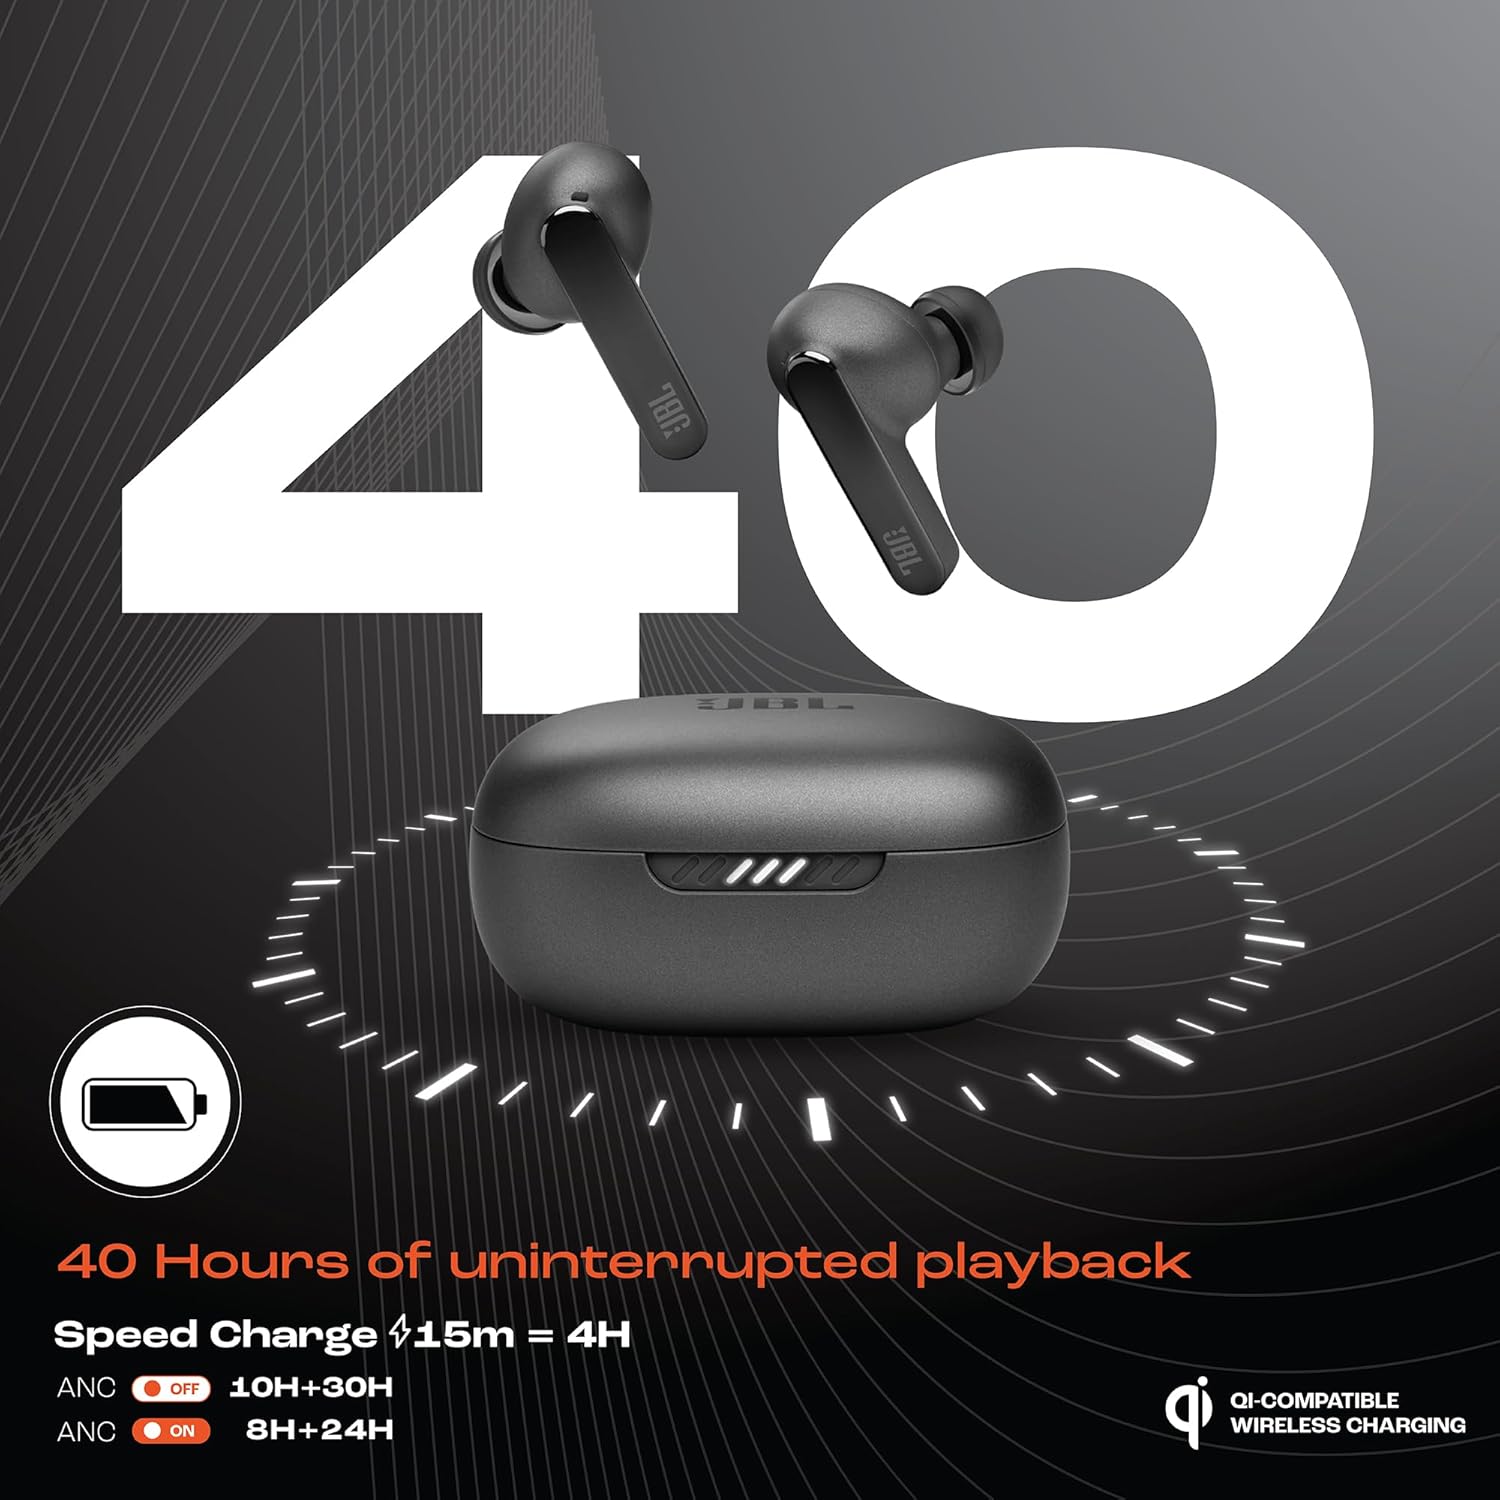 40
JBL
JBL
JBL
40 Hours of uninterrupted playback
Speed Charge 15m = 4H
ANC OFF 10H+30H
ANC ON 8H+24H
qi QI-COMPATIBLE
WIRELESS CHARGING